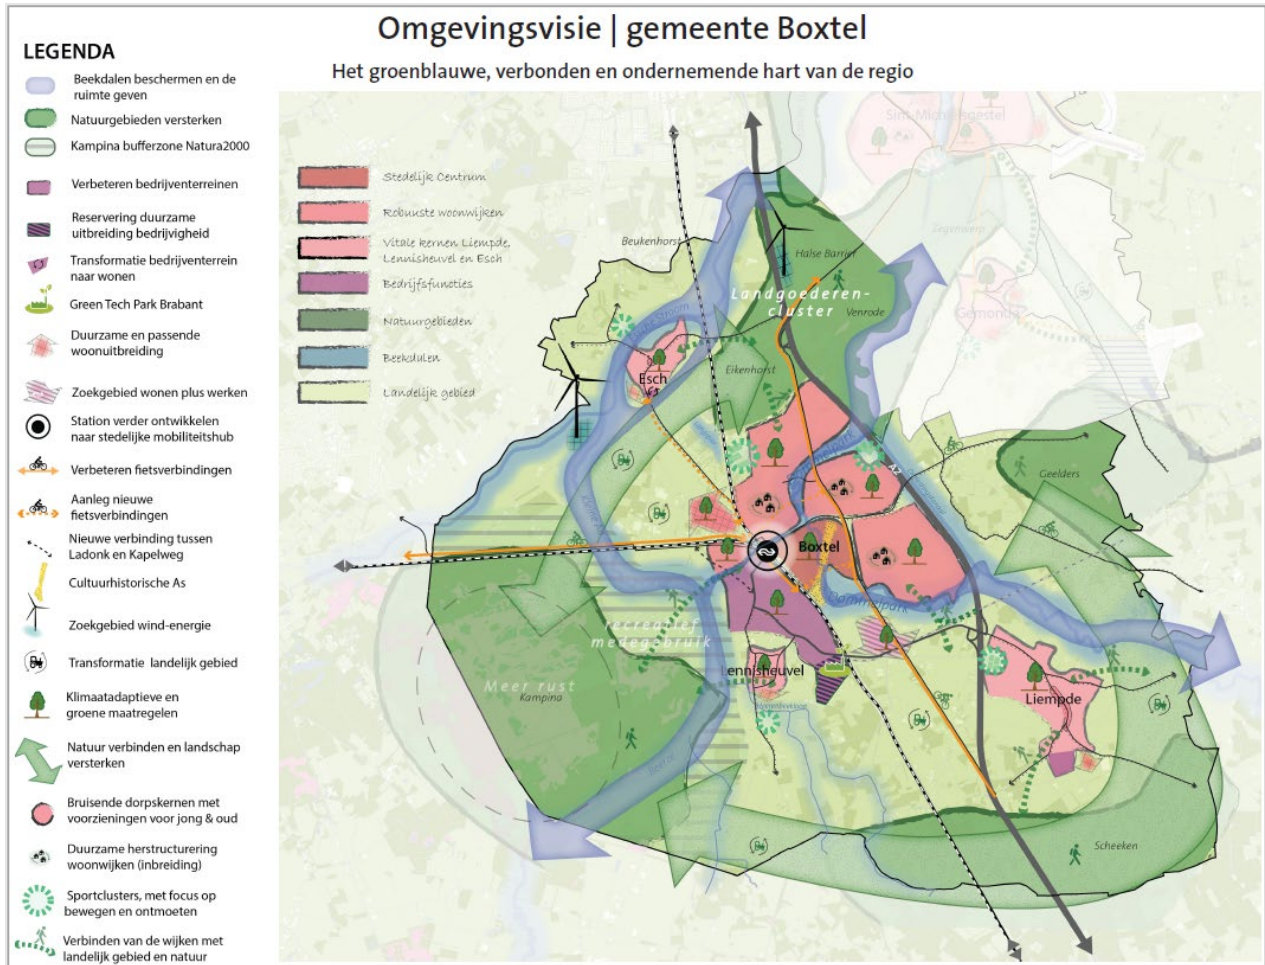 Omgevingsvisie | gemeente Boxtel
Het groenblauwe, verbonden en ondernemende hart van de regio
LEGENDA
Beekdalen beschermen en de
ruimte geven
Natuurgebieden versterken
Kampina bufferzone Natura2000
Verbeteren bedrijventerreinen
Reservering duurzame
uitbreiding bedrijvigheid
Transformatie bedrijventerrein
naar wonen
Green Tech Park Brabant
Duurzame en passende
woonuitbreiding
Zoekgebied wonen plus werken
Station verder ontwikkelen
naar stedelijke mobiliteitshub
Verbeteren fietsverbindingen
Aanleg nieuwe
fietsverbindingen
Nieuwe verbinding tussen
Ladonk en Kapelweg
Cultuurhistorische As
Zoekgebied wind-energie
Transformatie landelijk gebied
Klimaatadaptieve en
groene maatregelen
Natuur verbinden en landschap
versterken
Bruisende dorpskernen met
voorzieningen voor jong & oud
Duurzame herstructurering
woonwijken (inbreiding)
Sportclusters, met focus op
bewegen en ontmoeten
Verbinden van de wijken met
landelijk gebied en natuur
Stedelijk Centrum
Robuuste woonwijken
Vitale kernen Liempde,
Lennisheuvel en Esch
Bedrijfsfuncties
Natuurgebieden
Beekdalen
Landelijk gebied
Sint-Michielsgestel
Zegenwerp
Beukenhorst
Halse Barrier
Landgoederen-
cluster
Venrode
Gemonde
Esch
Eikenhorst
A2
Geelders
Boxtel
Dommelpark
recreatief
medegebruik
Lennisheuvel
Meer rust
Kampina
Liempde
Beerze
Scheeken